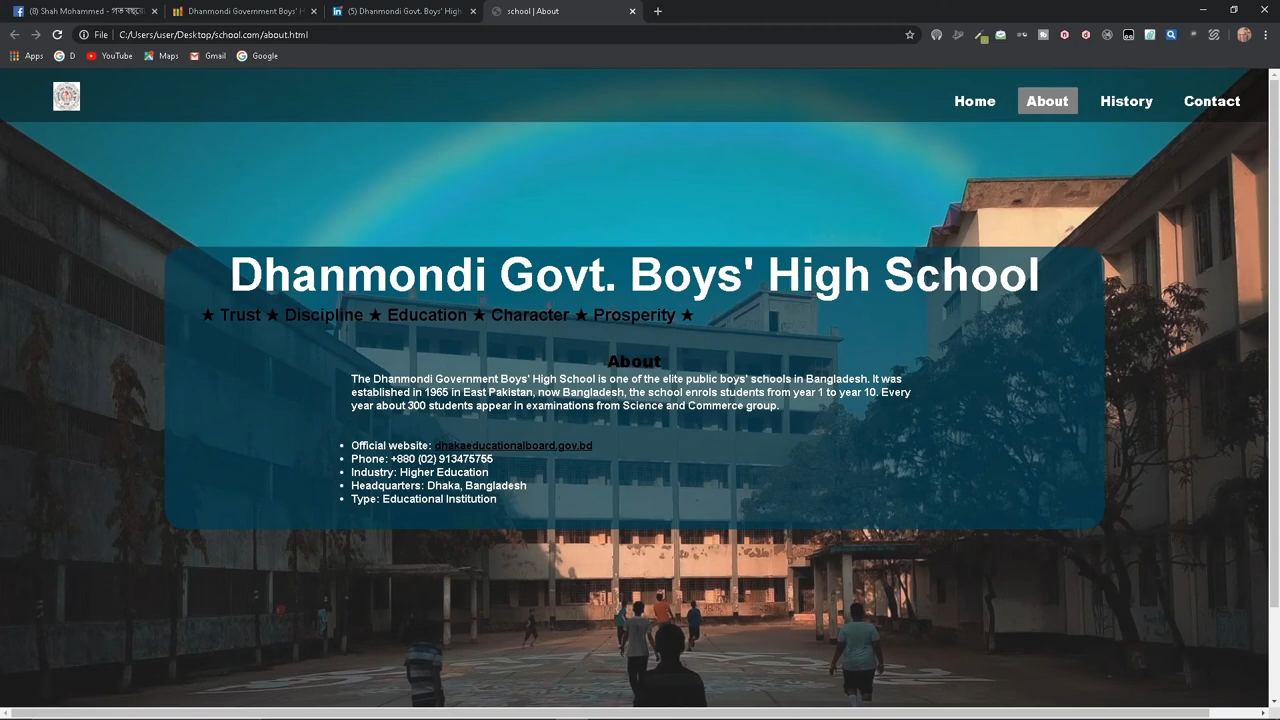 (8) Shah Mohammed - গত বছরে
Dhanmondi Government Boys' H
(5) Dhanmondi Govt. Boys' High
school | About
File
C:/Users/user/Desktop/school.com/about.html
Apps
D
YouTube
Maps
Gmail
Google
Home
About
History
Contact
Dhanmondi Govt. Boys' High School
★ Trust ★ Discipline ★ Education ★ Character ★ Prosperity ★
About
The Dhanmondi Government Boys' High School is one of the elite public boys' schools in Bangladesh. It was
established in 1965 in East Pakistan, now Bangladesh, the school enrols students from year 1 to year 10. Every
year about 300 students appear in examinations from Science and Commerce group.
• Official website: dhakaeducationalboard.gov.bd
• Phone: +880 (02) 913475755
• Industry: Higher Education
• Headquarters: Dhaka, Bangladesh
• Type: Educational Institution